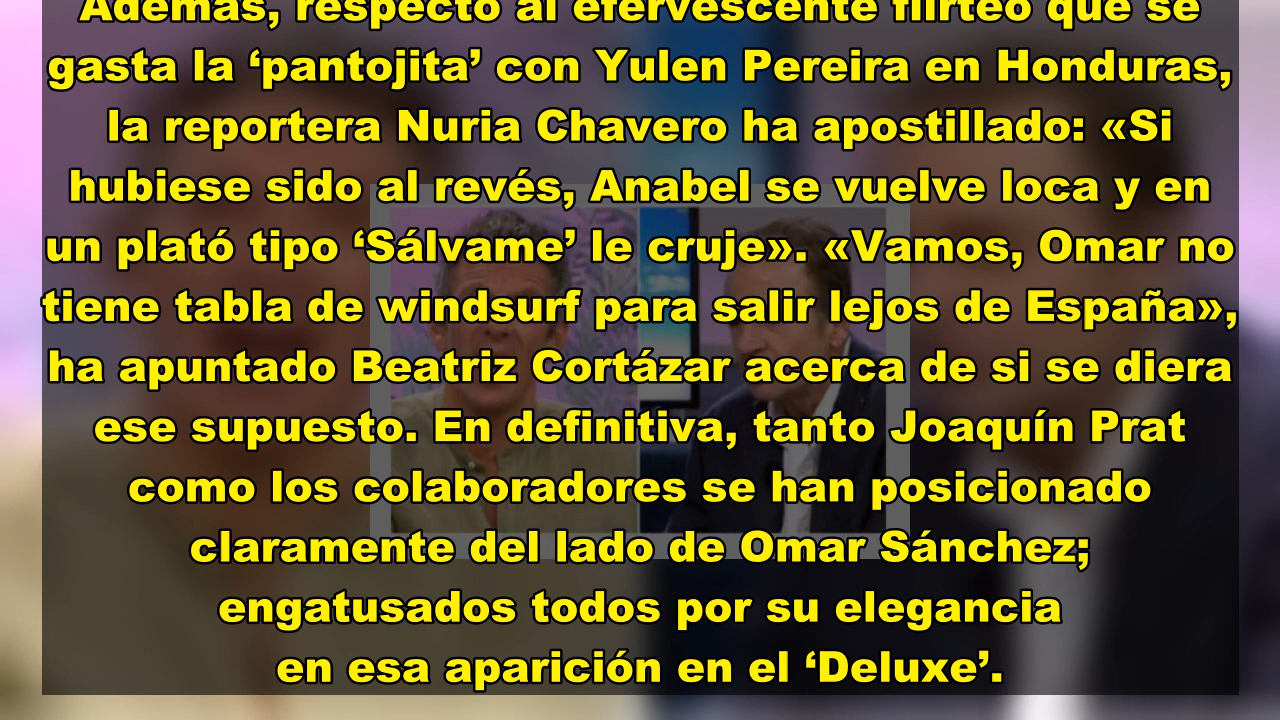 Además, respecto al efervescente flirteo que se
gasta la ‘pantojita’ con Yulen Pereira en Honduras,
la reportera Nuria Chavero ha apostillado: «Si
hubiese sido al revés, Anabel se vuelve loca y en
un plató tipo ‘Sálvame’ le cruje». «Vamos, Omar no
tiene tabla de windsurf para salir lejos de España»,
ha apuntado Beatriz Cortázar acerca de si se diera
ese supuesto. En definitiva, tanto Joaquín Prat
como los colaboradores se han posicionado
claramente del lado de Omar Sánchez;
engatusados todos por su elegancia
en esa aparición en el ‘Deluxe’.